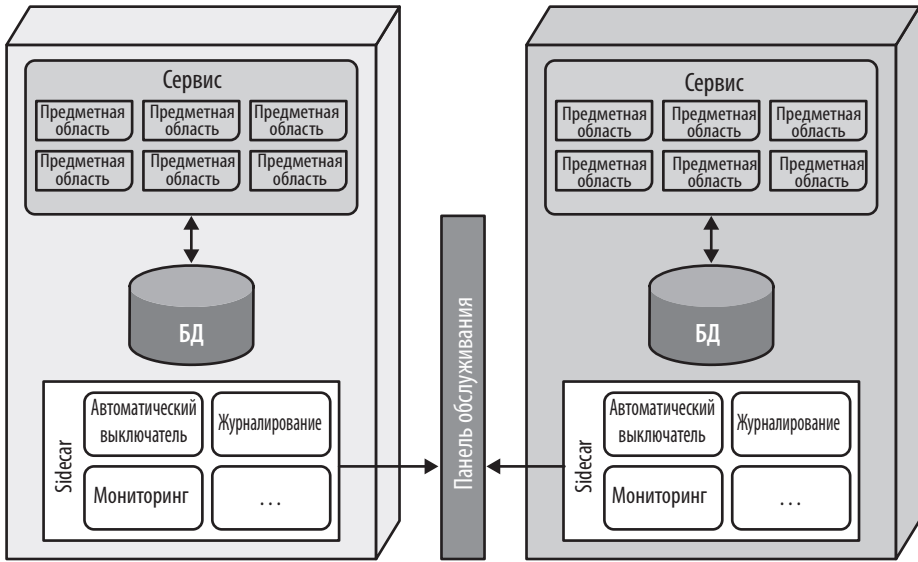 Сервис
Предметная
область
Предметная
область
Предметная
область
Предметная
область
Предметная
область
Предметная
область
БД
Sidecar
Автоматический
выключатель
Журналирование
Мониторинг
...
Панель обслуживания
Сервис
Предметная
область
Предметная
область
Предметная
область
Предметная
область
Предметная
область
Предметная
область
БД
Sidecar
Автоматический
выключатель
Журналирование
Мониторинг
...